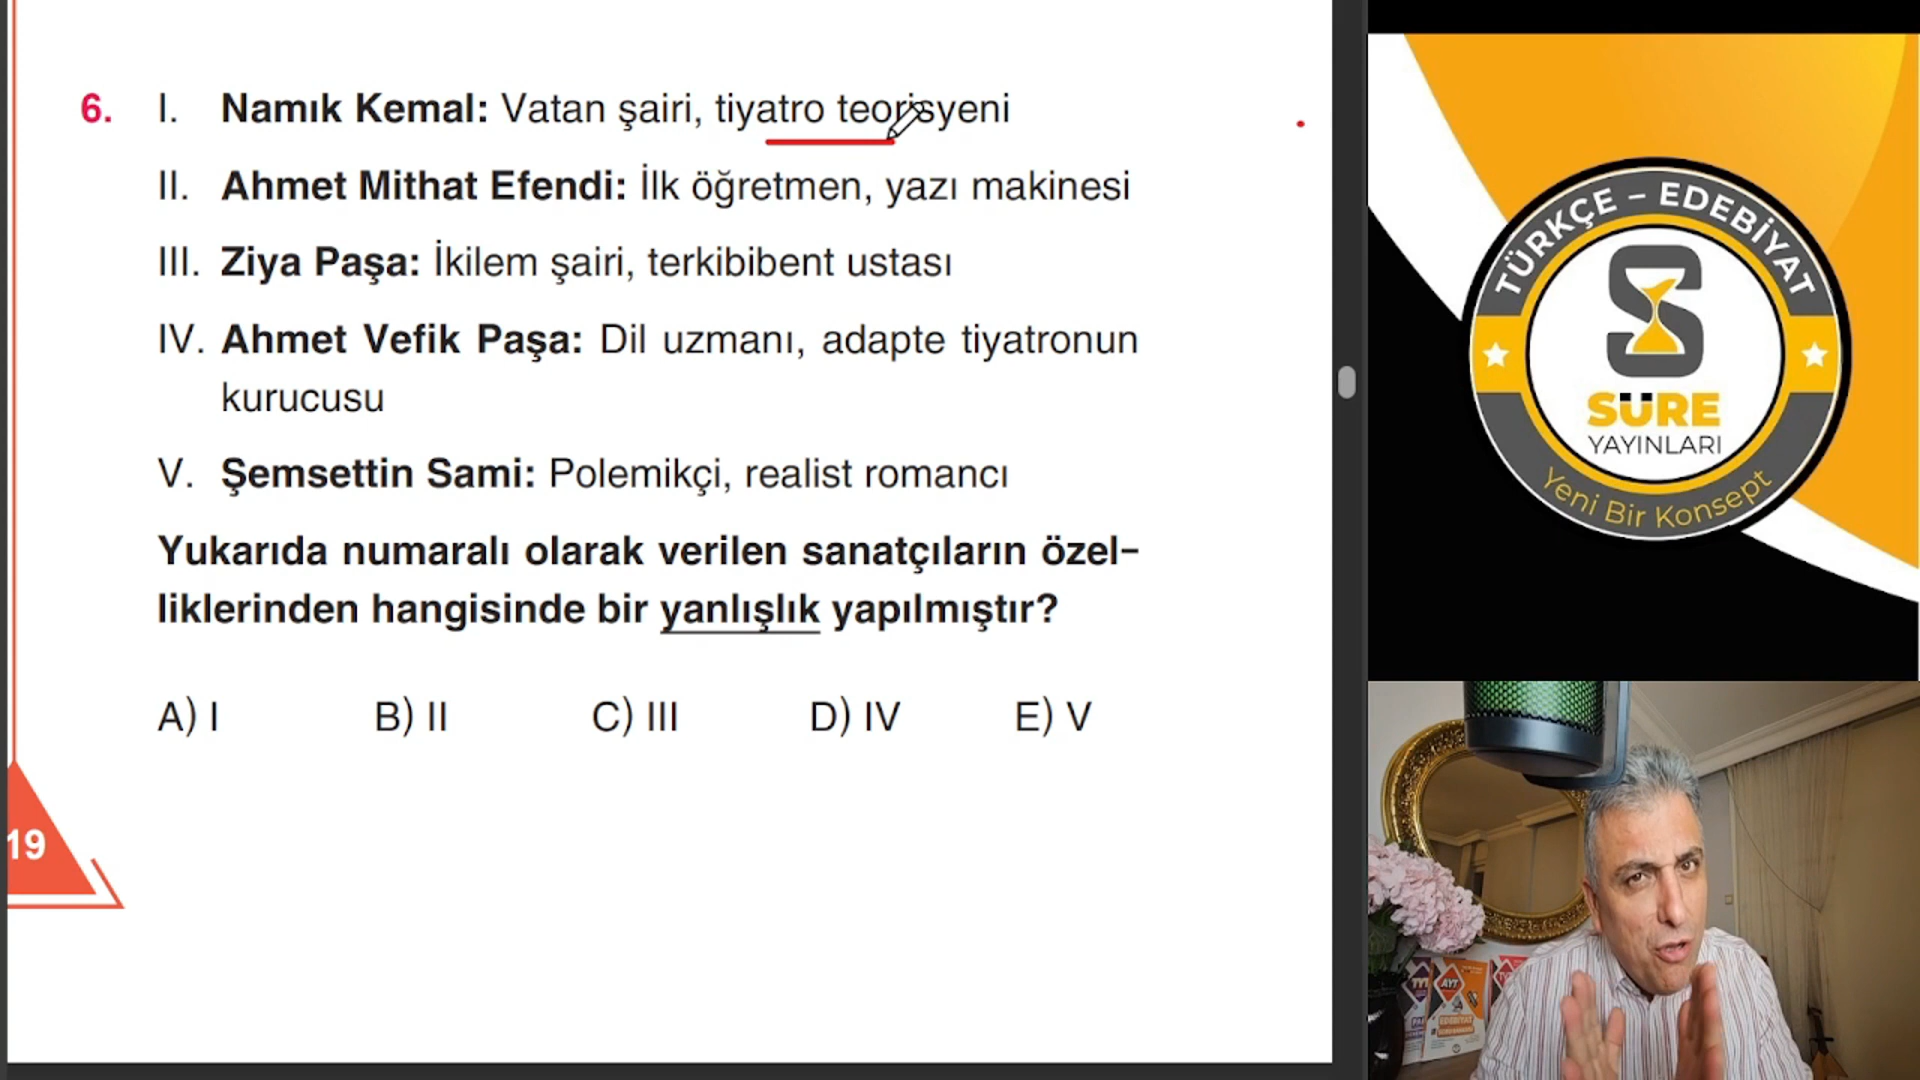 6. I. Namık Kemal: Vatan şairi, tiyatro teorisyeni
II. Ahmet Mithat Efendi: İlk öğretmen, yazı makinesi
III. Ziya Paşa: İkilem şairi, terkibibent ustası
IV. Ahmet Vefik Paşa: Dil uzmanı, adapte tiyatronun
kurucusu
V. Şemsettin Sami: Polemikçi, realist romancı
Yukarıda numaralı olarak verilen sanatçıların özel-
liklerinden hangisinde bir yanlışlık yapılmıştır?
A) I B) II C) III D) IV E) V
19
TÜRKÇE – EDEBİYAT
SÜRE
YAYINLARI
Yeni Bir Konsept
AYT
EDEBİYAT